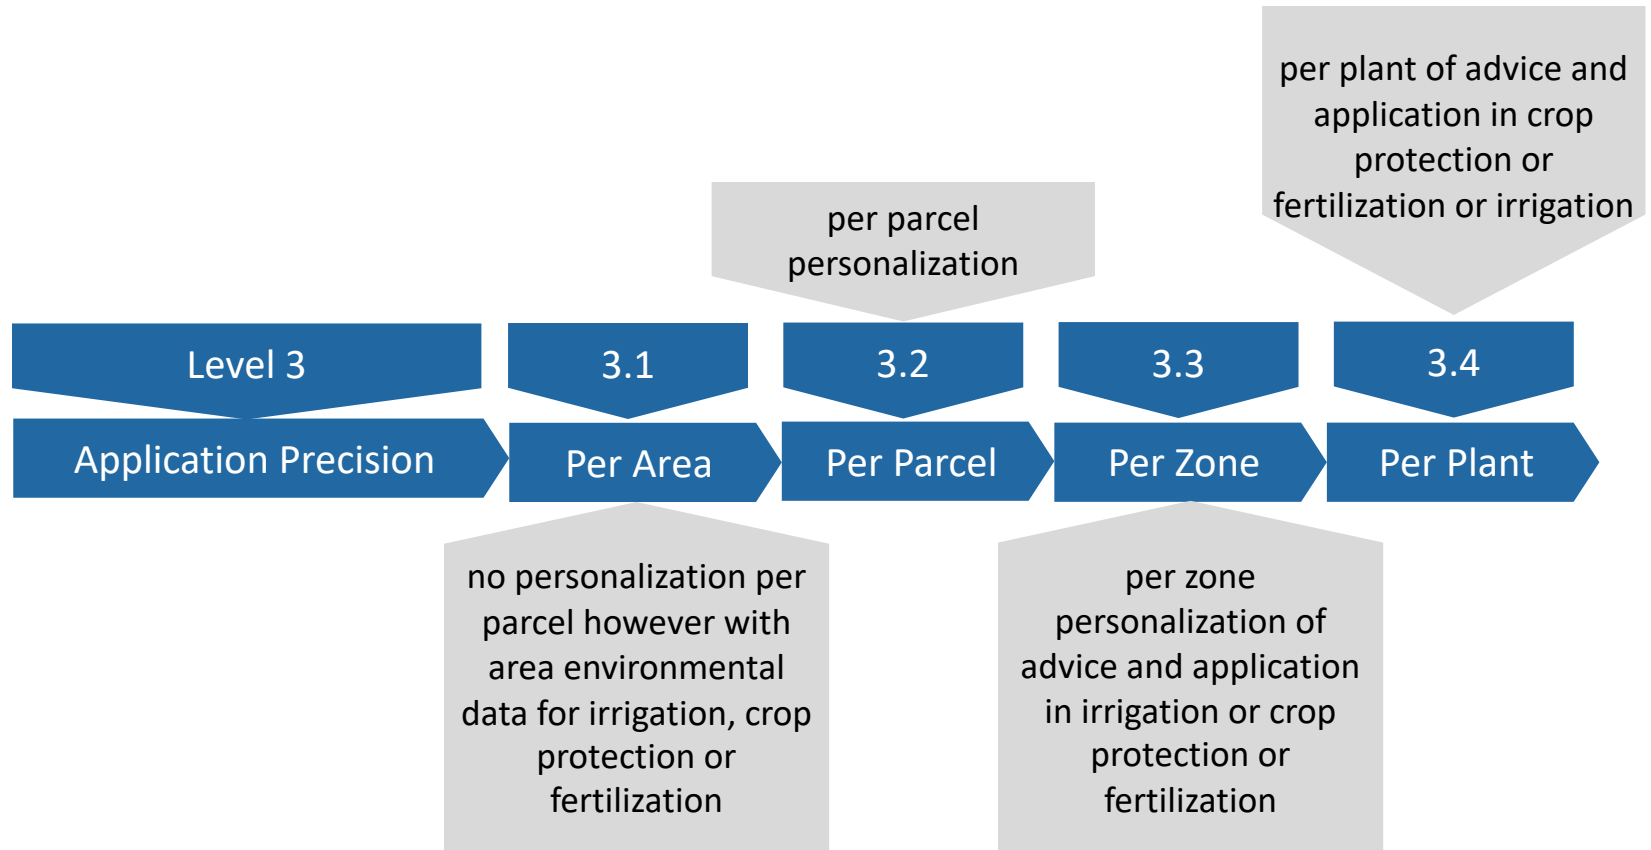 per plant of advice and
application in crop
protection or
fertilization or irrigation
per parcel
personalization
Level 3
3.1
3.2
3.3
3.4
Application Precision
Per Area
Per Parcel
Per Zone
Per Plant
no personalization per
parcel however with
area environmental
data for irrigation, crop
protection or
fertilization
per zone
personalization of
advice and application
in irrigation or crop
protection or
fertilization